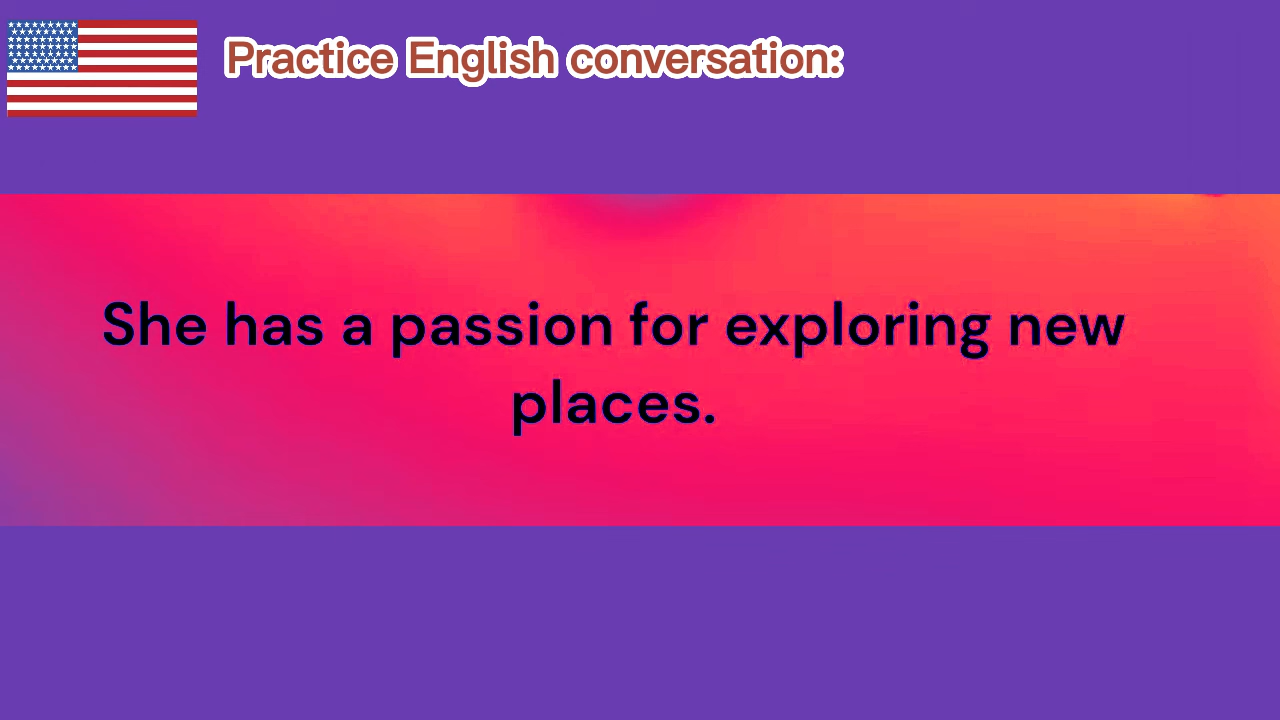 Practice English conversation:
She has a passion for exploring new
places.